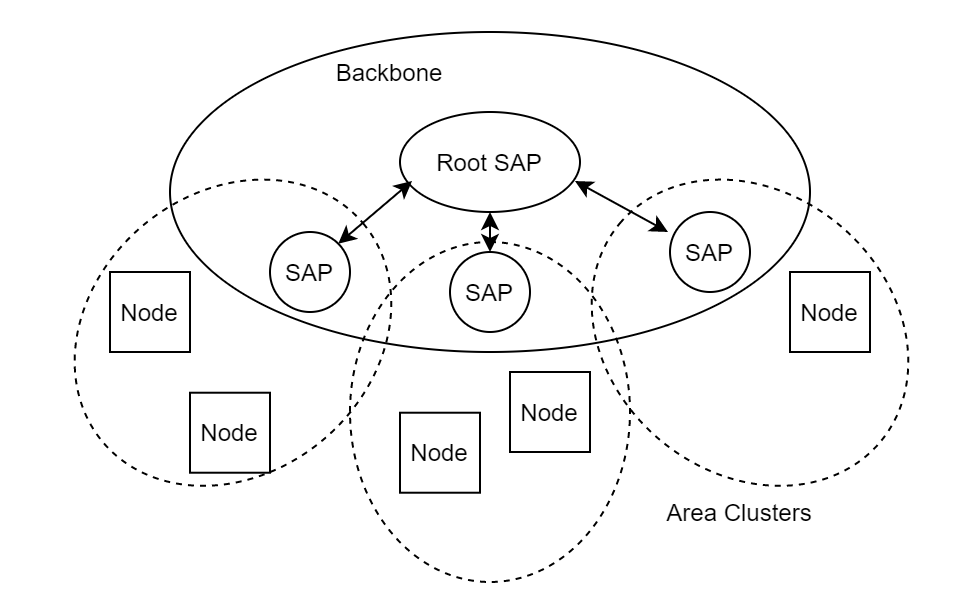 Backbone
Root SAP
SAP
SAP
SAP
Node
Node
Node
Node
Node
Area Clusters